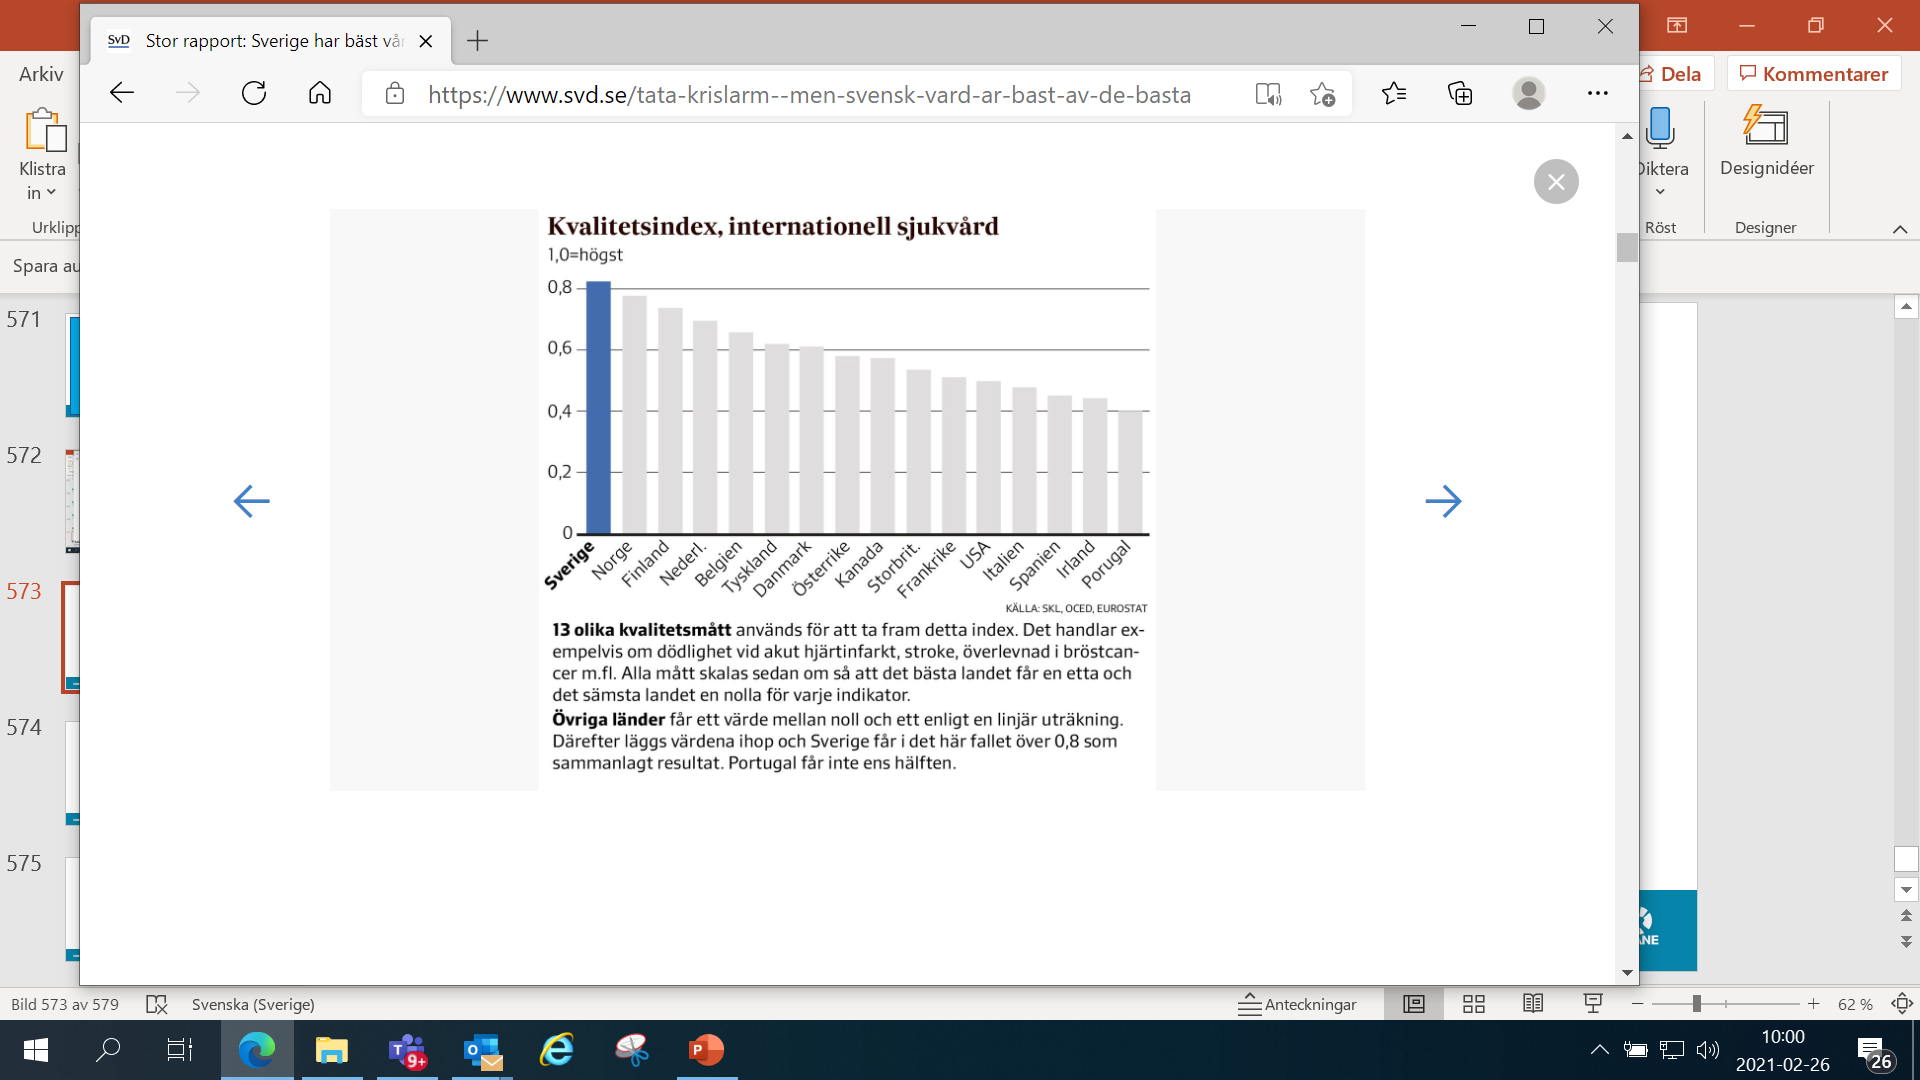 SvD Stor rapport: Sverige har bäst vår
https://www.svd.se/tata-krislarm--men-svensk-vard-ar-bast-av-de-basta
Arkiv
Dela
Kommentarer
Klistra
in
Urklipp
Diktera
Röst
Designidéer
Designer
Spara au
571
572
573
574
575
Kvalitetsindex, internationell sjukvård
1,0=högst
0,8
0,6
0,4
0,2
0
Sverige
Norge
Finland
Nederl.
Belgien
Tyskland
Danmark
Österrike
Kanada
Storbrit.
Frankrike
USA
Italien
Spanien
Irland
Porugal
KÄLLA: SKL, OCED, EUROSTAT
13 olika kvalitetsmått används för att ta fram detta index. Det handlar ex-
empelvis om dödlighet vid akut hjärtinfarkt, stroke, överlevnad i bröstcan-
cer m.fl. Alla mått skalas sedan om så att det bästa landet får en etta och
det sämsta landet en nolla för varje indikator.
Övriga länder får ett värde mellan noll och ett enligt en linjär uträkning.
Därefter läggs värdena ihop och Sverige får i det här fallet över 0,8 som
sammanlagt resultat. Portugal får inte ens hälften.
ANE
Bild 573 av 579
Svenska (Sverige)
Anteckningar
62 %
9+
10:00
2021-02-26
26